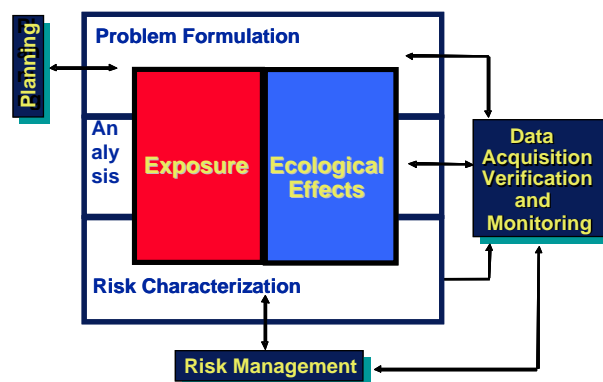 Problem Formulation
Planning
An
aly
sis
Exposure
Ecological
Effects
Data
Acquisition
Verification
and
Monitoring
Risk Characterization
Risk Management